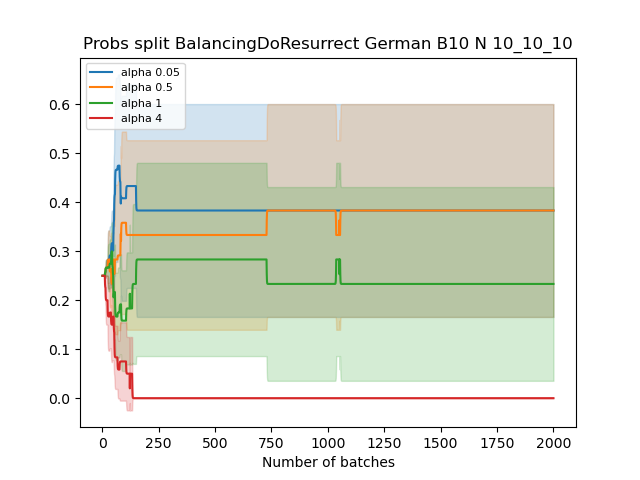 Probs split BalancingDoResurrect German B10 N 10_10_10
alpha 0.05
alpha 0.5
alpha 1
alpha 4
0.6
0.5
0.4
0.3
0.2
0.1
0.0
0 250 500 750 1000 1250 1500 1750 2000
Number of batches